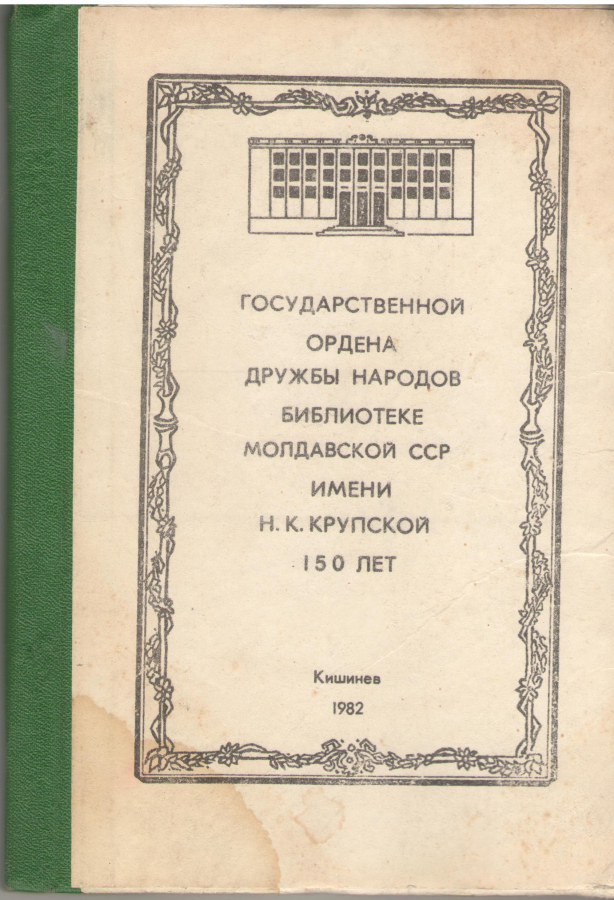 ГОСУДАРСТВЕННОЙ
ОРДЕНА
ДРУЖБЫ НАРОДОВ
БИБЛИОТЕКЕ
МОЛДАВСКОЙ ССР
ИМЕНИ
Н. К. КРУПСКОЙ
150 ЛЕТ
Кишинев
1982